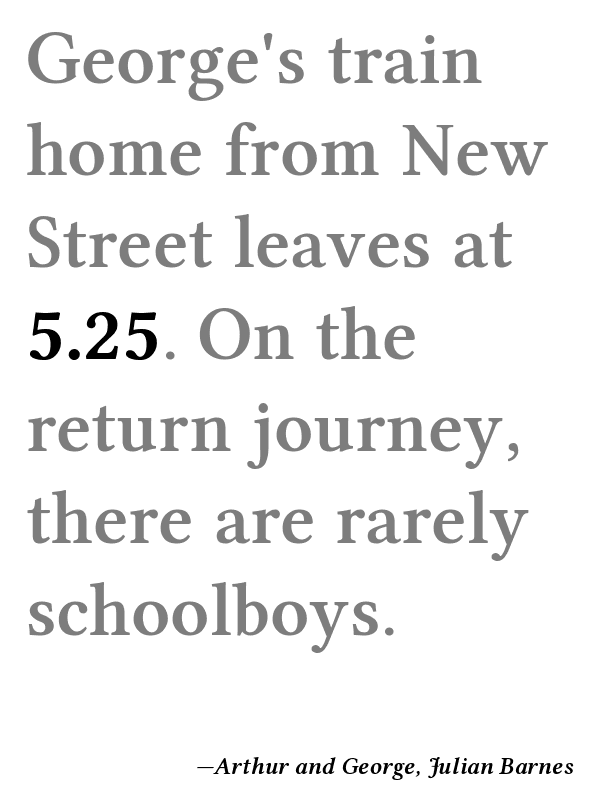 George's train
home from New
Street leaves at
5.25. On the
return journey,
there are rarely
schoolboys.
—Arthur and George, Julian Barnes